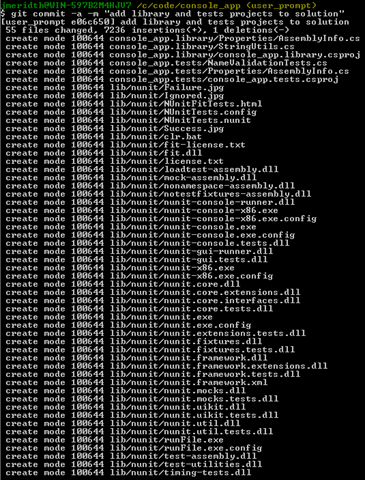 jmeridth@WIN-597B2M4HJV7 /c/code/console_app (user_prompt)
$ git commit -a -m "add library and tests projects to solution"
[user_prompt e06c650] add library and tests projects to solution
55 files changed, 7236 insertions(+), 1 deletions(-)
create mode 100644 console_app.library/Properties/AssemblyInfo.cs
create mode 100644 console_app.library/StringUtils.cs
create mode 100644 console_app.library/console_app.library.csproj
create mode 100644 console_app.tests/NameValidationTests.cs
create mode 100644 console_app.tests/Properties/AssemblyInfo.cs
create mode 100644 console_app.tests/console_app.tests.csproj
create mode 100644 lib/nunit/Failure.jpg
create mode 100644 lib/nunit/Ignored.jpg
create mode 100644 lib/nunit/NUnitFitTests.html
create mode 100644 lib/nunit/NUnitTests.config
create mode 100644 lib/nunit/NUnitTests.nunit
create mode 100644 lib/nunit/Success.jpg
create mode 100644 lib/nunit/clr.bat
create mode 100644 lib/nunit/fit-license.txt
create mode 100644 lib/nunit/fit.dll
create mode 100644 lib/nunit/license.txt
create mode 100644 lib/nunit/loadtest-assembly.dll
create mode 100644 lib/nunit/mock-assembly.dll
create mode 100644 lib/nunit/nonamespace-assembly.dll
create mode 100644 lib/nunit/notestfixtures-assembly.dll
create mode 100644 lib/nunit/nunit-console-runner.dll
create mode 100644 lib/nunit/nunit-console-x86.exe
create mode 100644 lib/nunit/nunit-console-x86.exe.config
create mode 100644 lib/nunit/nunit-console.exe
create mode 100644 lib/nunit/nunit-console.exe.config
create mode 100644 lib/nunit/nunit-console.tests.dll
create mode 100644 lib/nunit/nunit-gui-runner.dll
create mode 100644 lib/nunit/nunit-gui.tests.dll
create mode 100644 lib/nunit/nunit-x86.exe
create mode 100644 lib/nunit/nunit-x86.exe.config
create mode 100644 lib/nunit/nunit.core.dll
create mode 100644 lib/nunit/nunit.core.extensions.dll
create mode 100644 lib/nunit/nunit.core.interfaces.dll
create mode 100644 lib/nunit/nunit.core.tests.dll
create mode 100644 lib/nunit/nunit.exe
create mode 100644 lib/nunit/nunit.exe.config
create mode 100644 lib/nunit/nunit.extensions.tests.dll
create mode 100644 lib/nunit/nunit.fixtures.dll
create mode 100644 lib/nunit/nunit.fixtures.tests.dll
create mode 100644 lib/nunit/nunit.framework.dll
create mode 100644 lib/nunit/nunit.framework.extensions.dll
create mode 100644 lib/nunit/nunit.framework.tests.dll
create mode 100644 lib/nunit/nunit.framework.xml
create mode 100644 lib/nunit/nunit.mocks.dll
create mode 100644 lib/nunit/nunit.mocks.tests.dll
create mode 100644 lib/nunit/nunit.uikit.dll
create mode 100644 lib/nunit/nunit.uikit.tests.dll
create mode 100644 lib/nunit/nunit.util.dll
create mode 100644 lib/nunit/nunit.util.tests.dll
create mode 100644 lib/nunit/runFile.exe
create mode 100644 lib/nunit/runFile.exe.config
create mode 100644 lib/nunit/test-assembly.dll
create mode 100644 lib/nunit/test-utilities.dll
create mode 100644 lib/nunit/timing-tests.dll